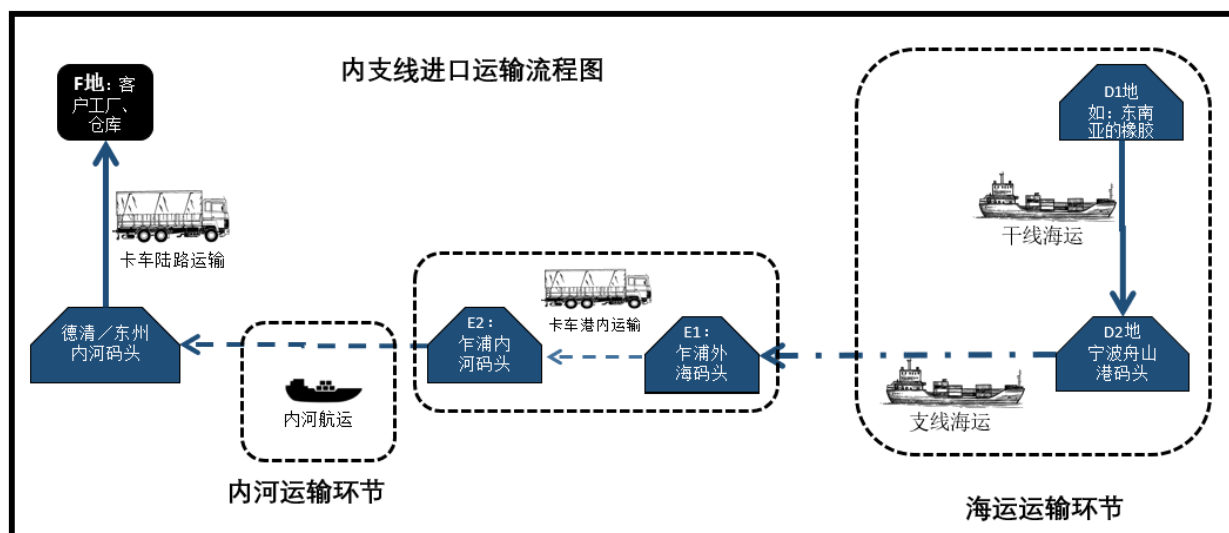 内支线进口运输流程图
F地：客
户工厂、
仓库
D1地
如：东南
亚的橡胶
干线海运
卡车陆路运输
卡车港内运输
德清／东州
内河码头
E2：
乍浦内
河码头
E1：
乍浦外
海码头
D2地
宁波舟山
港码头
内河航运
支线海运
内河运输环节
海运运输环节